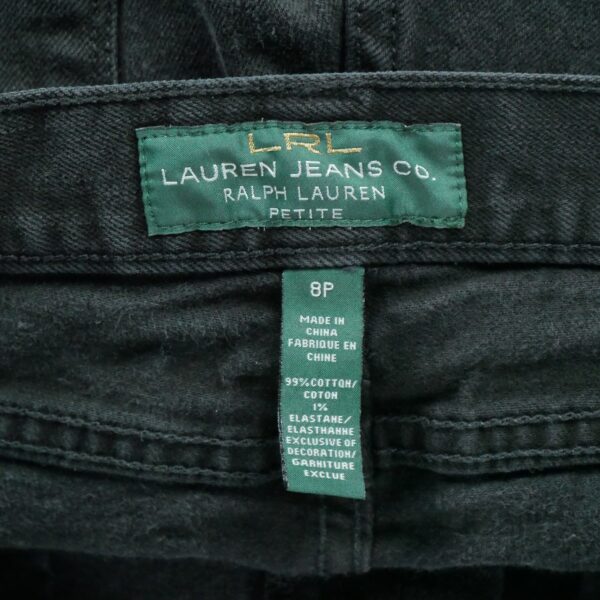 LRL
LAUREN JEANS CO.
RALPH LAUREN
PETITE
8P
MADE IN
CHINA
FABRIQUE EN
CHINE
99%COTTON/
COTON
1%
ELASTANE/
ELASTHANNE
EXCLUSIVE OF
DECORATION/
GARNITURE
EXCLUE